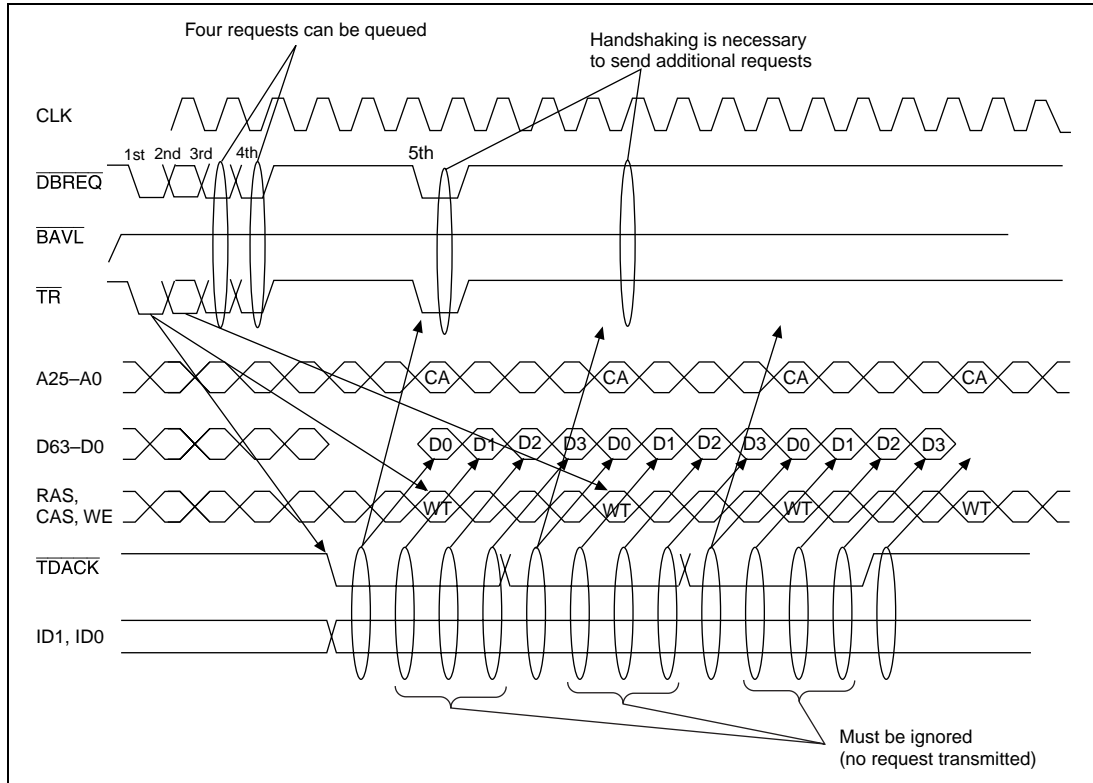 Four requests can be queued
Handshaking is necessary
to send additional requests
CLK
1st 2nd 3rd 4th 5th
DBREQ
BAVL
TR
A25–A0 CA CA CA CA
D63–D0 D0 D1 D2 D3 D0 D1 D2 D3 D0 D1 D2 D3
RAS,
CAS, WE WT WT WT WT
TDACK
ID1, ID0
Must be ignored
(no request transmitted)